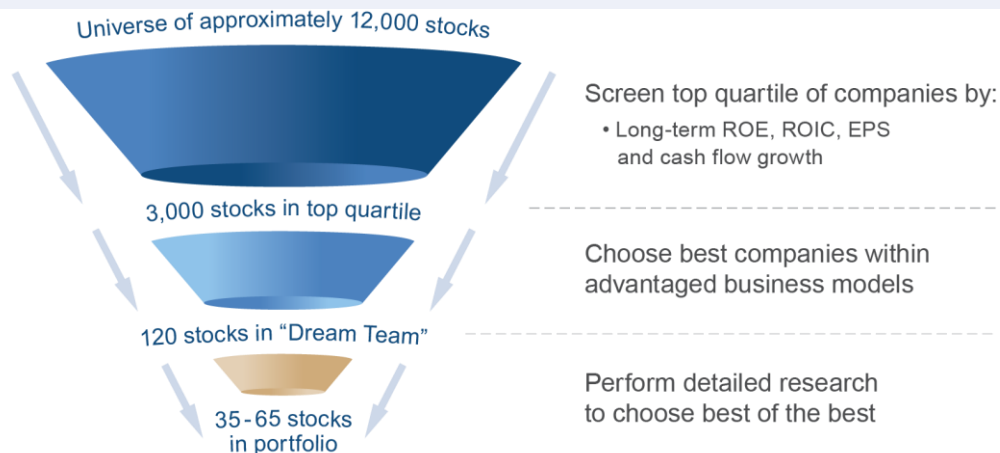 Universe of approximately 12,000 stocks
Screen top quartile of companies by:
• Long-term ROE, ROIC, EPS
and cash flow growth
3,000 stocks in top quartile
Choose best companies within
advantaged business models
120 stocks in “Dream Team”
Perform detailed research
to choose best of the best
35-65 stocks
in portfolio